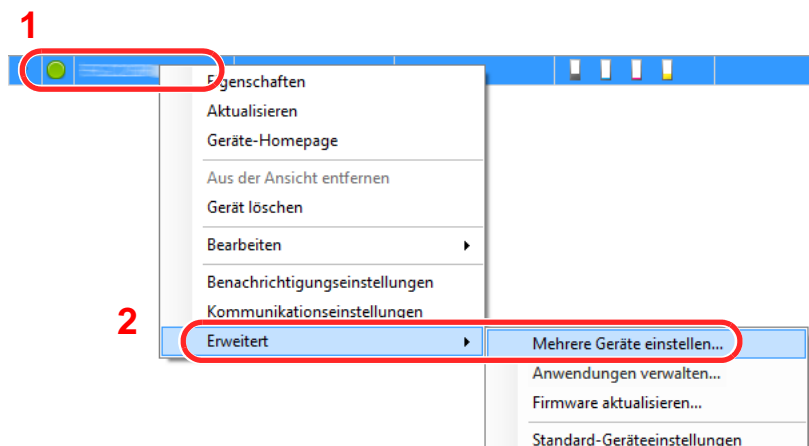 1
Eigenschaften
Aktualisieren
Geräte-Homepage
Aus der Ansicht entfernen
Gerät löschen
Bearbeiten
Benachrichtigungseinstellungen
Kommunikationseinstellungen
2
Erweitert
Mehrere Geräte einstellen...
Anwendungen verwalten...
Firmware aktualisieren...
Standard-Geräteeinstellungen